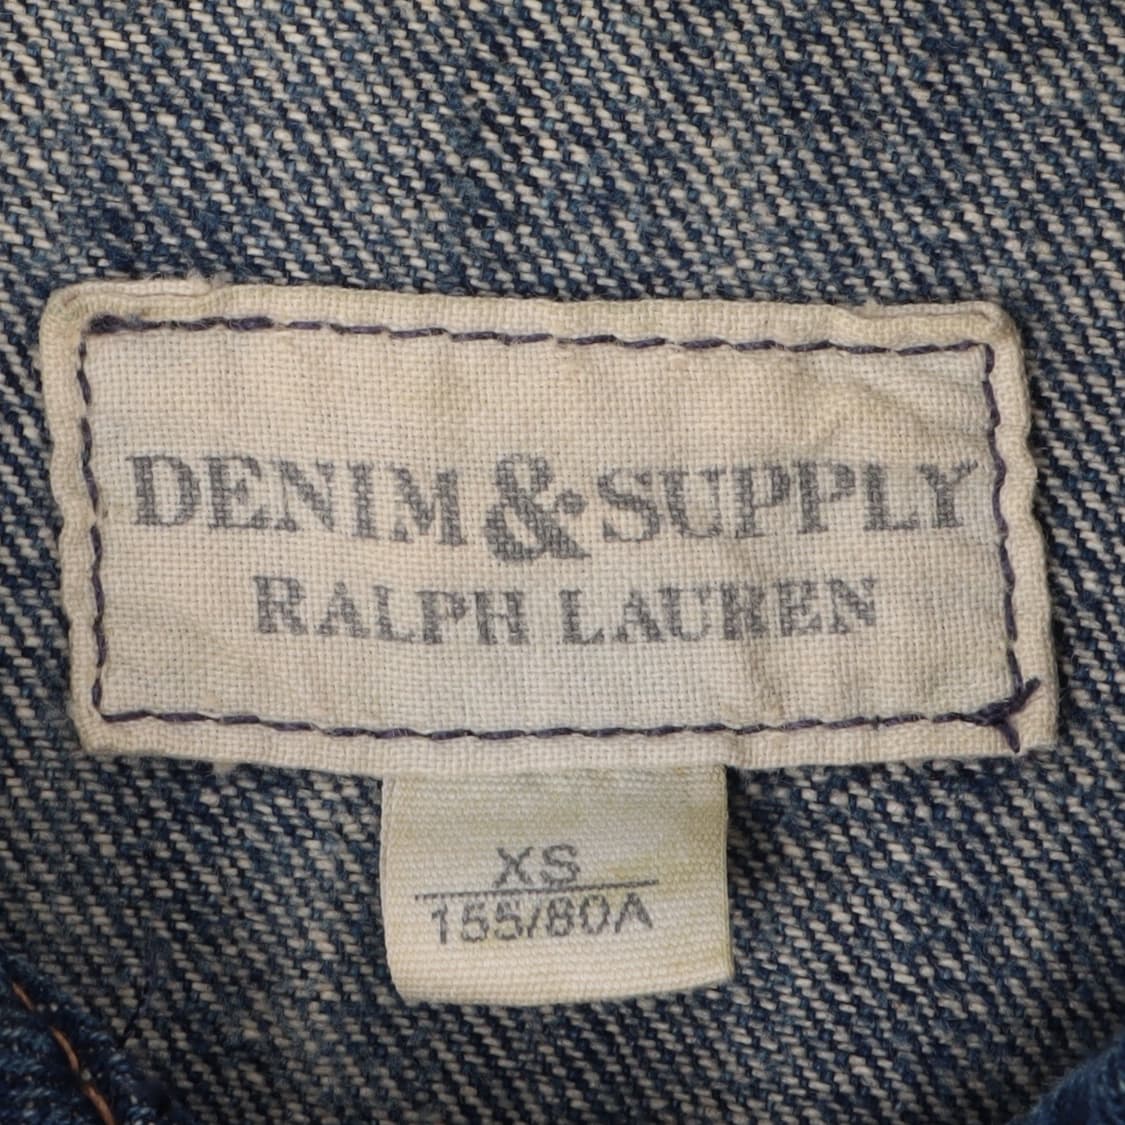 DENIM & SUPPLY
RALPH LAUREN
XS
155/80A